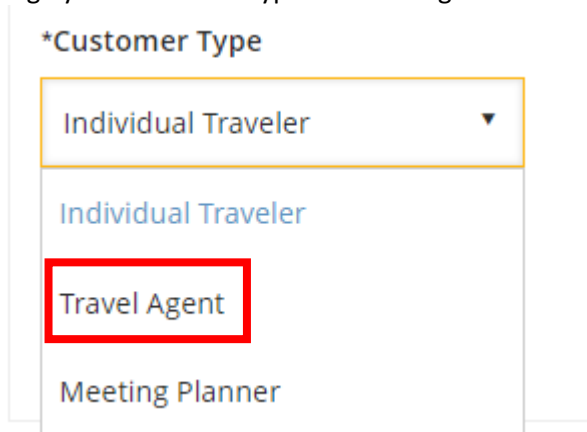 *Customer Type
Individual Traveler
Individual Traveler
Travel Agent
Meeting Planner